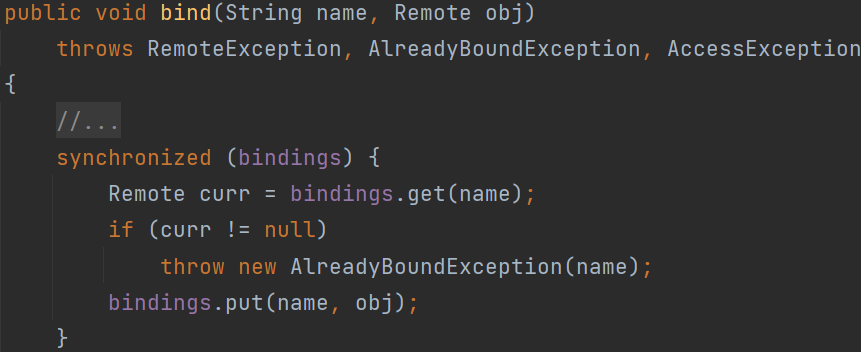 public void bind(String name, Remote obj)
throws RemoteException, AlreadyBoundException, AccessException
{
//...
synchronized (bindings) {
Remote curr = bindings.get(name);
if (curr != null)
throw new AlreadyBoundException(name);
bindings.put(name, obj);
}